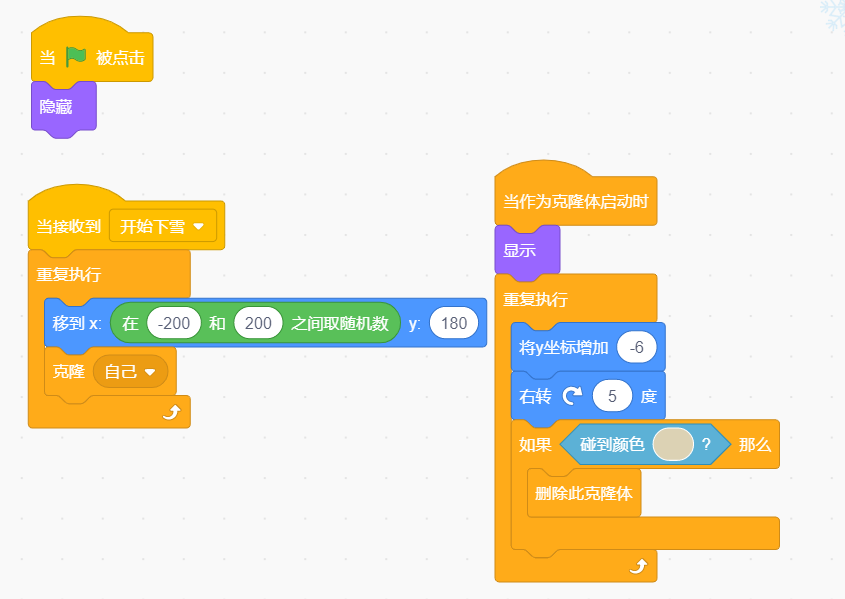 当 被点击
隐藏
当接收到 开始下雪
重复执行
移到 x: 在 -200 和 200 之间取随机数 y: 180
克隆 自己
当作为克隆体启动时
显示
重复执行
将y坐标增加 -6
右转 5 度
如果 碰到颜色 ? 那么
删除此克隆体